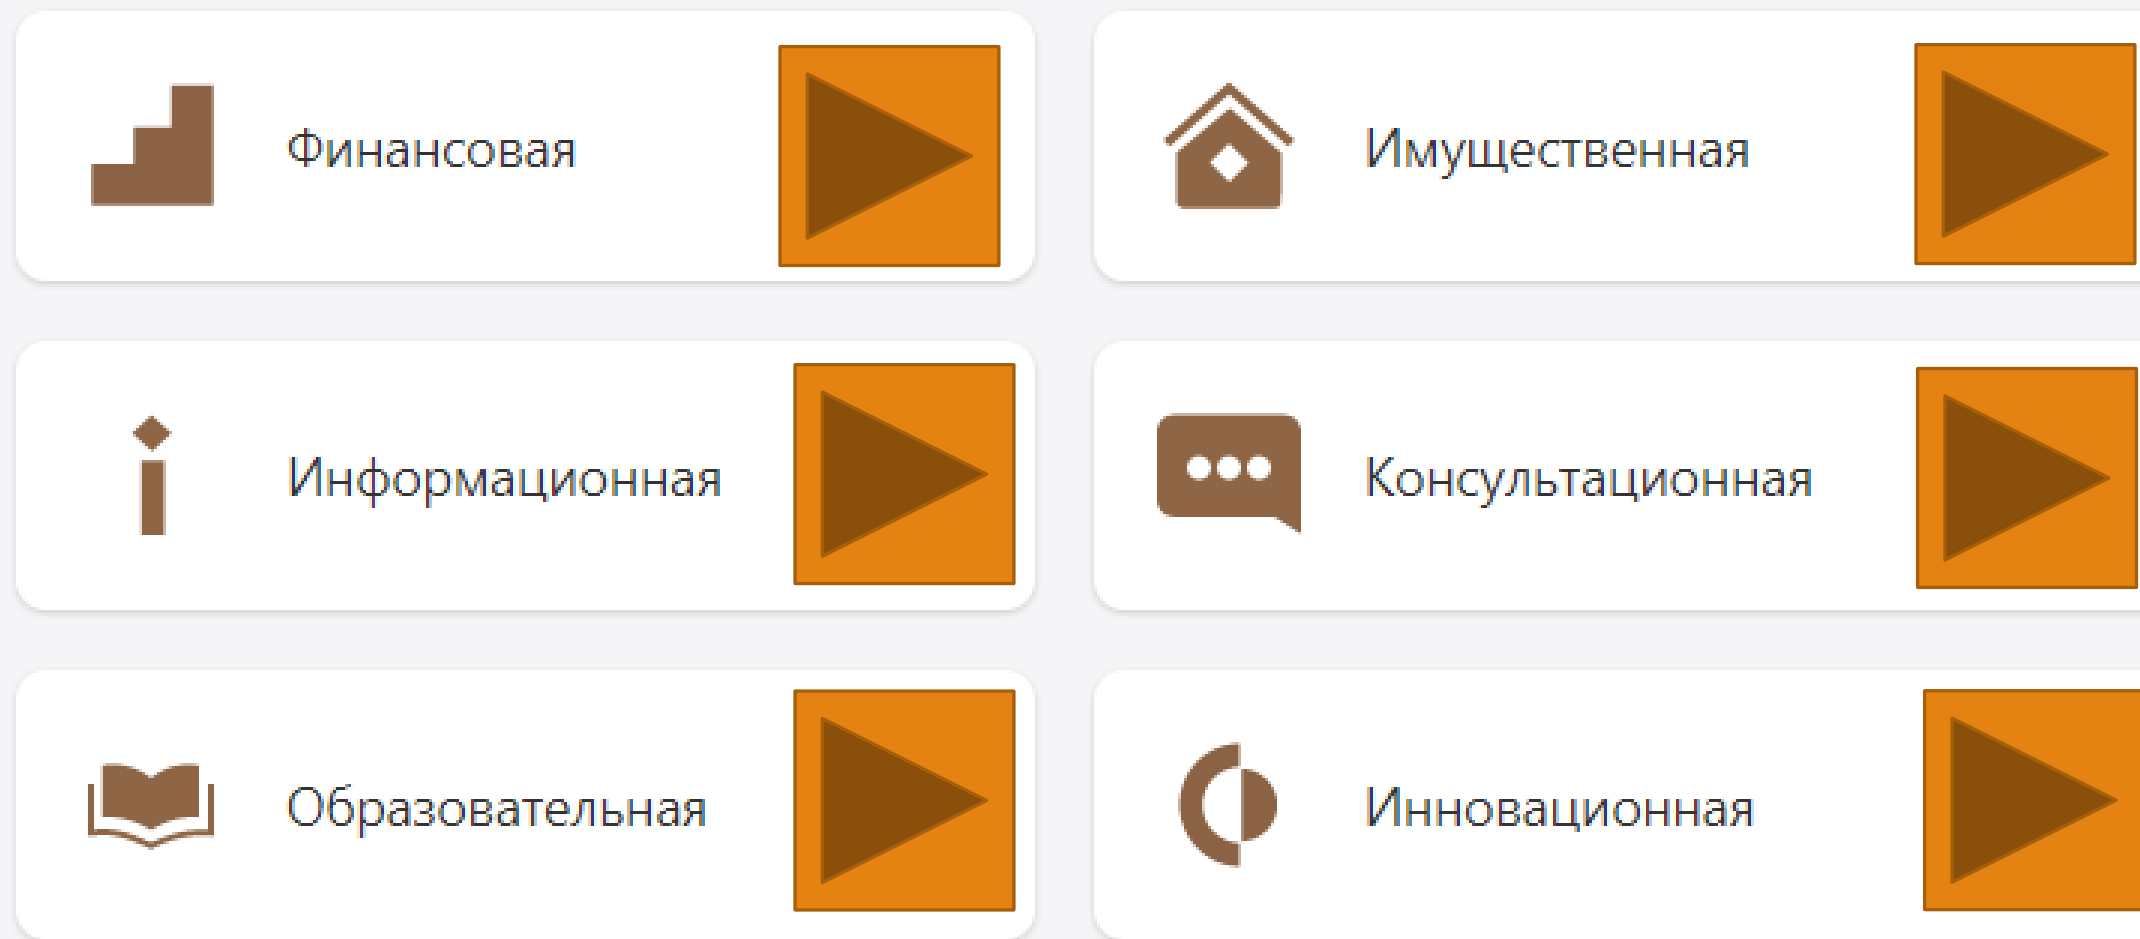 Финансовая
Имущественная
Информационная
Консультационная
Образовательная
Инновационная